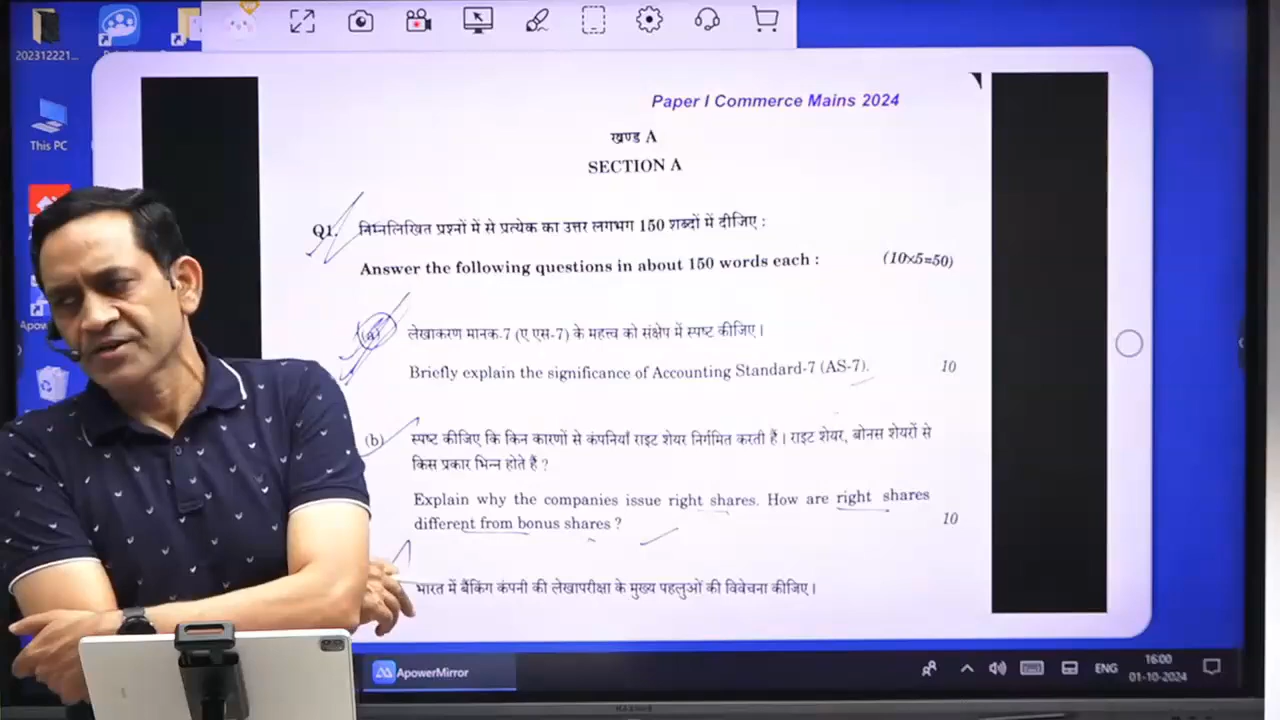 202312221...
This PC
Paper I Commerce Mains 2024
खण्ड A
SECTION A
Q1. निम्नलिखित प्रश्नों में से प्रत्येक का उत्तर लगभग 150 शब्दों में दीजिए :
Answer the following questions in about 150 words each : (10×5=50)
(a) लेखाकरण मानक-7 (ए एस-7) के महत्त्व को संक्षेप में स्पष्ट कीजिए।
Briefly explain the significance of Accounting Standard-7 (AS-7). 10
(b) स्पष्ट कीजिए कि किन कारणों से कंपनियाँ राइट शेयर निर्गमित करती हैं। राइट शेयर, बोनस शेयरों से
किस प्रकार भिन्न होते हैं ?
Explain why the companies issue right shares. How are right shares
different from bonus shares ? 10
भारत में बैंकिंग कंपनी की लेखापरीक्षा के मुख्य पहलुओं की विवेचना कीजिए।
ApowerMirror
ENG
16:00
01-10-2024